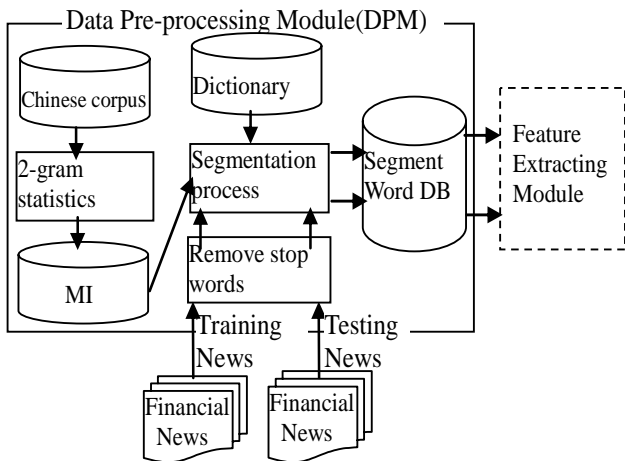 Data Pre-processing Module(DPM)
Chinese corpus
Dictionary
2-gram
statistics
Segmentation
process
Segment
Word DB
Feature
Extracting
Module
MI
Remove stop
words
Training
News
Testing
News
Financial
News
Financial
News